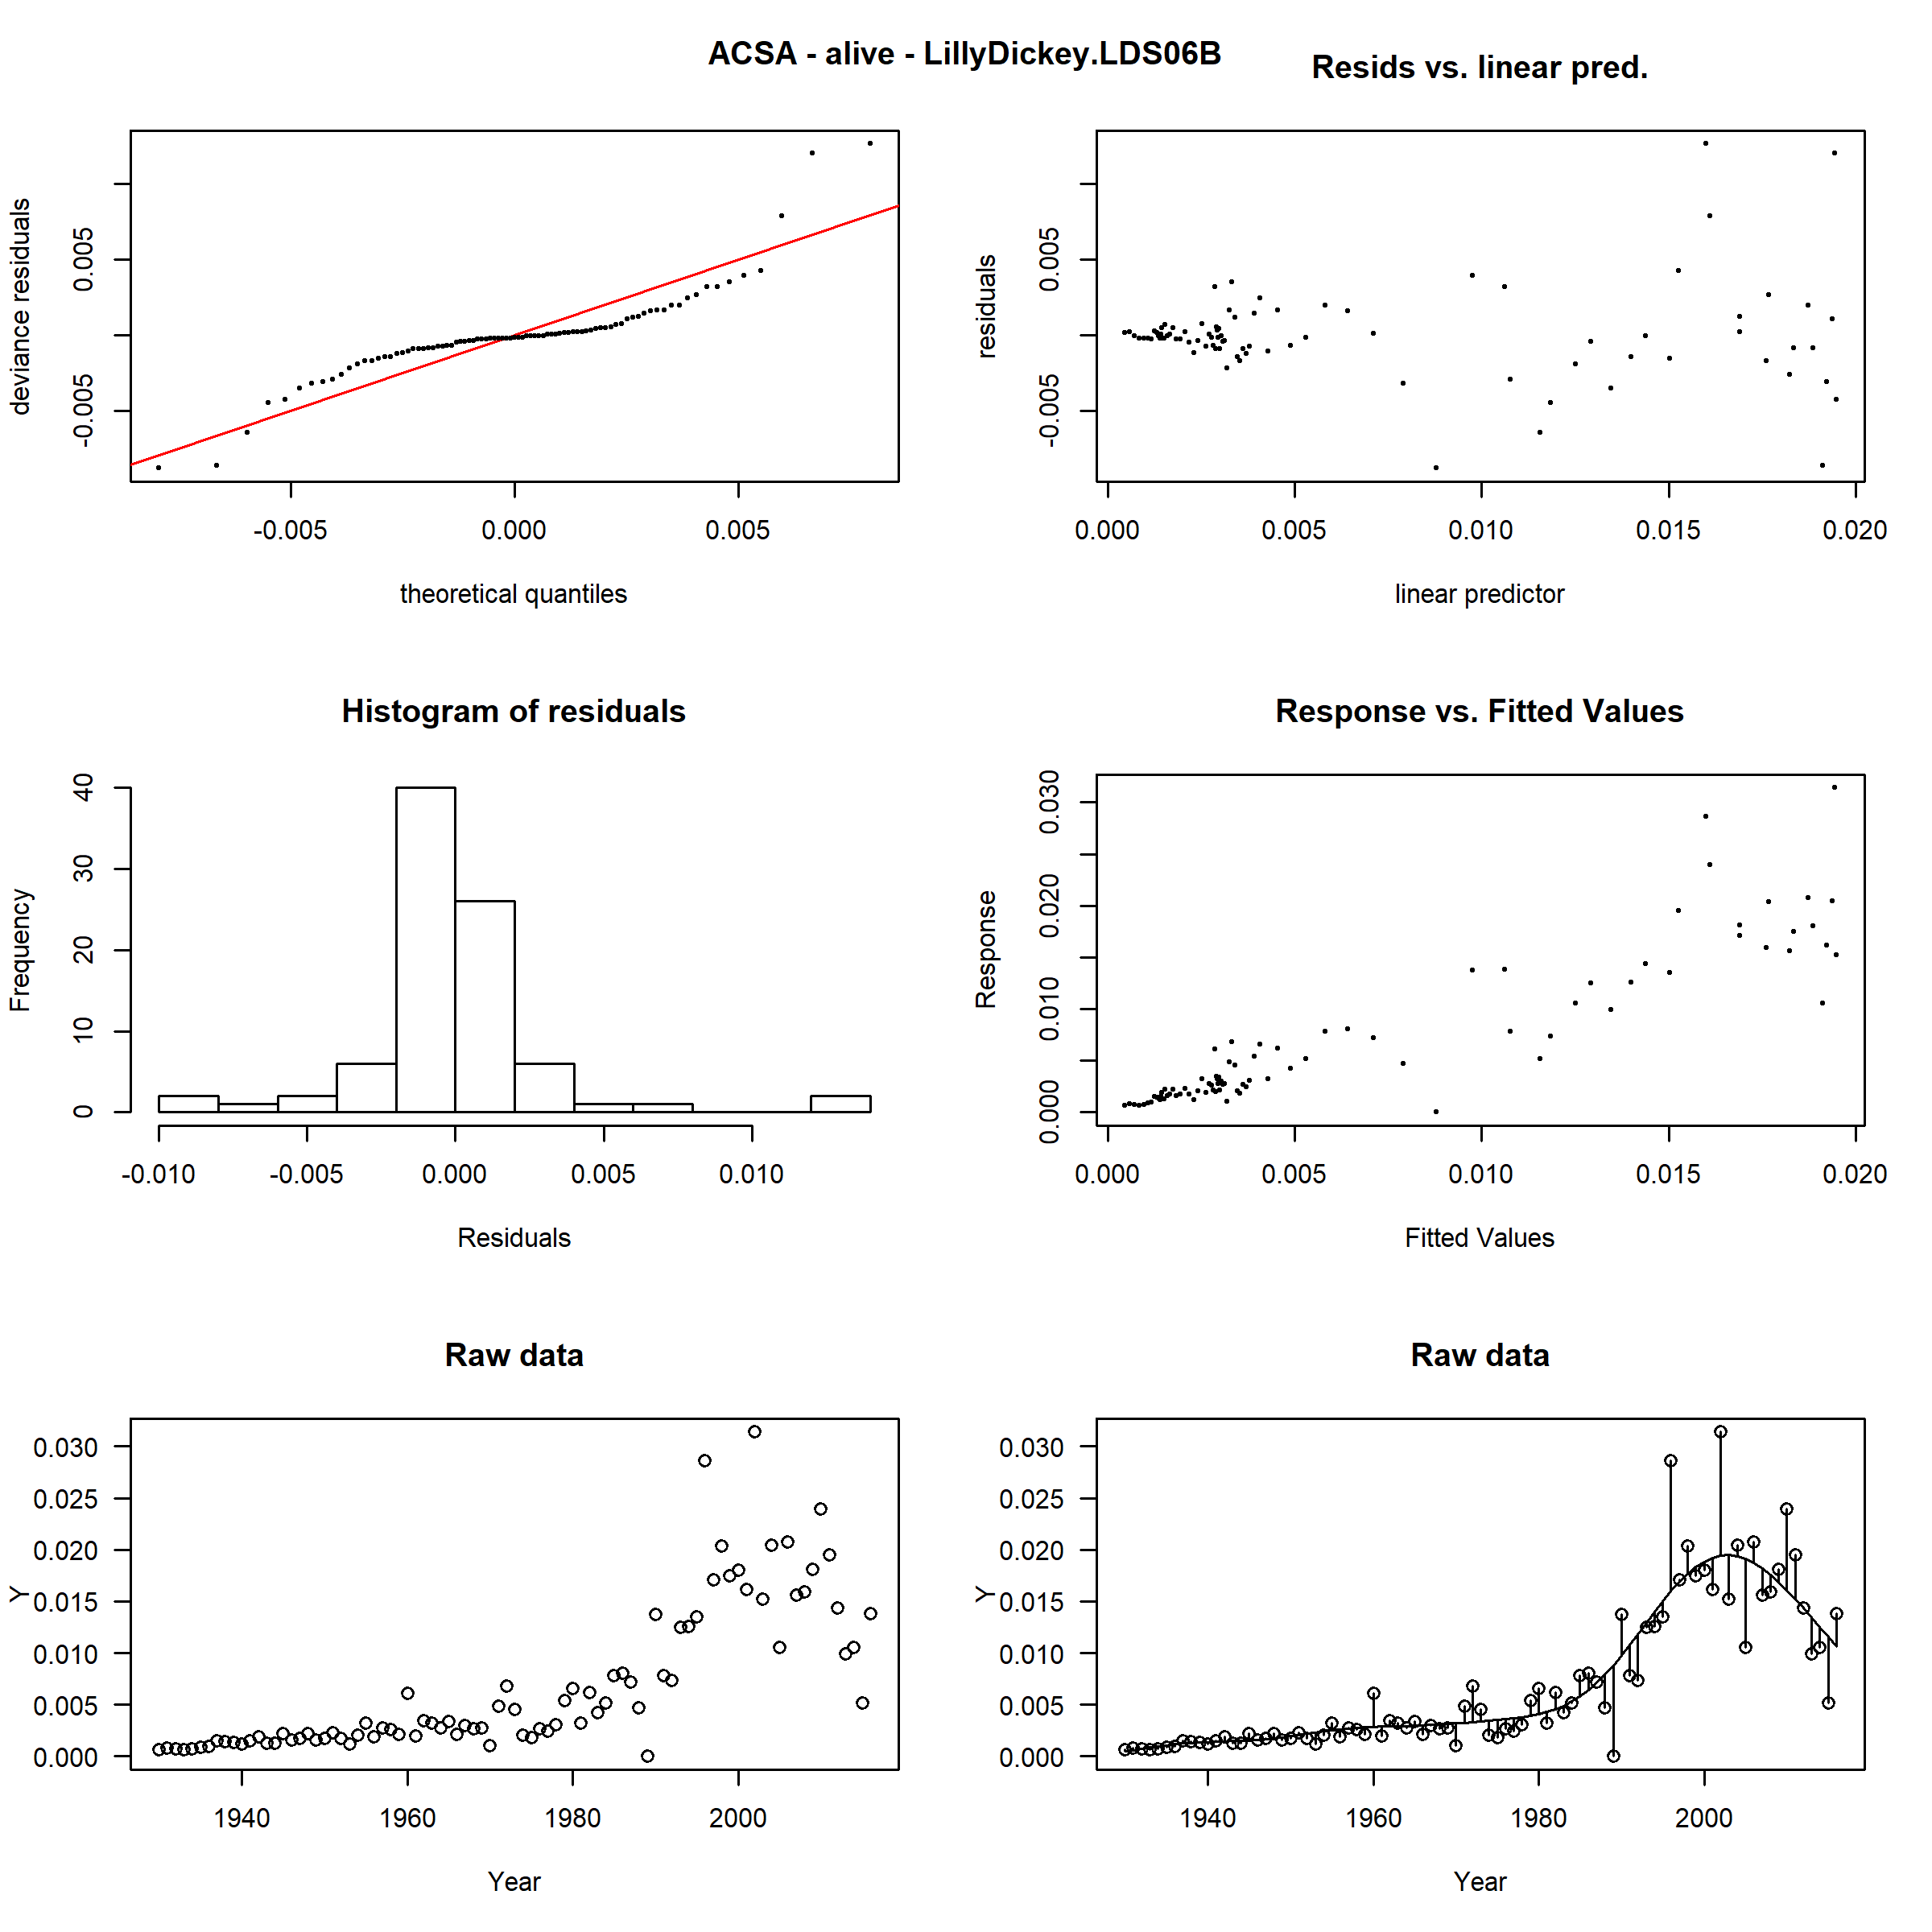 ACSA - alive - LillyDickey.LDS06B
deviance residuals
0.005
-0.005
-0.005 0.000 0.005
theoretical quantiles
Resids vs. linear pred.
residuals
0.005
-0.005
0.000 0.005 0.010 0.015 0.020
linear predictor
Histogram of residuals
Frequency
40
30
20
10
0
-0.010 -0.005 0.000 0.005 0.010
Residuals
Response vs. Fitted Values
Response
0.030
0.020
0.010
0.000
0.000 0.005 0.010 0.015 0.020
Fitted Values
Raw data
Y
0.030
0.025
0.020
0.015
0.010
0.005
0.000
1940 1960 1980 2000
Year
Raw data
Y
0.030
0.025
0.020
0.015
0.010
0.005
0.000
1940 1960 1980 2000
Year